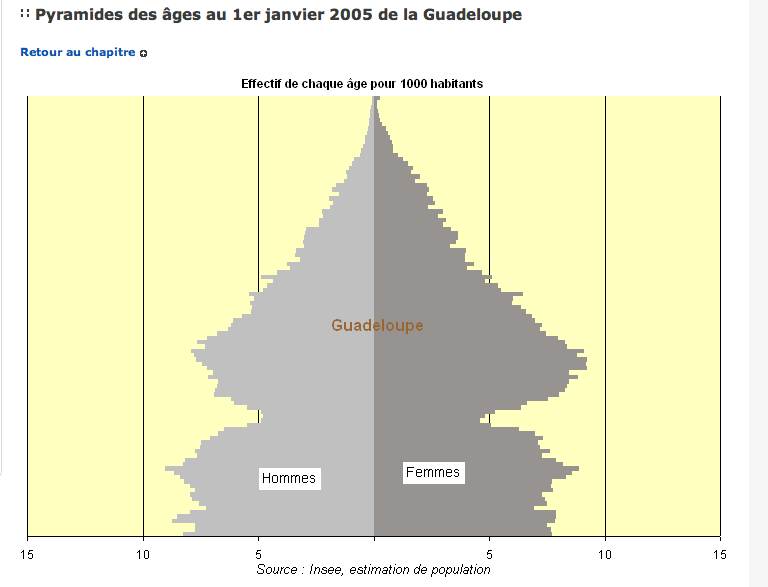 Pyramides des âges au 1er janvier 2005 de la Guadeloupe
Retour au chapitre
Effectif de chaque âge pour 1000 habitants
Guadeloupe
Hommes Femmes
15 10 5 5 10 15
Source : Insee, estimation de population